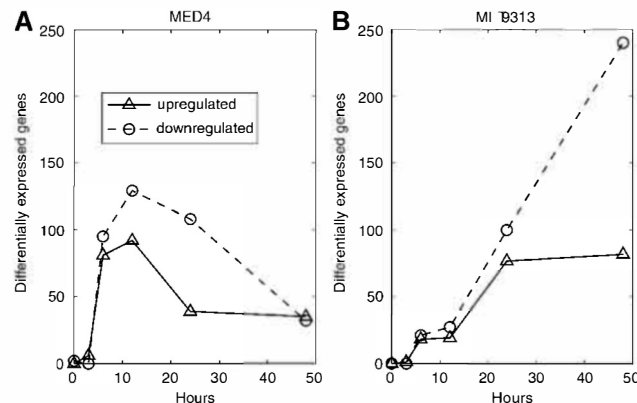 A
MED4
Differentially expressed genes
250
200
150
100
50
0
upregulated
downregulated
0 10 20 30 40 50
Hours
B
MIT9313
Differentially expressed genes
250
200
150
100
50
0
0 10 20 30 40 50
Hours